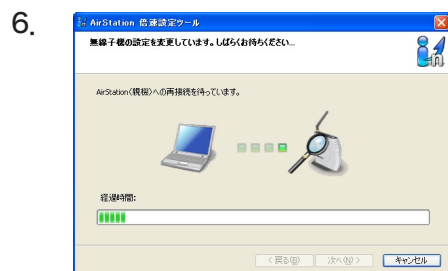 6.
AirStation 倍速設定ツール
無線子機の設定を変更しています。しばらくお待ちください...
AirStation(親機)への再接続を待っています。
経過時間:
< 戻る(B)
次へ(N) >
キャンセル